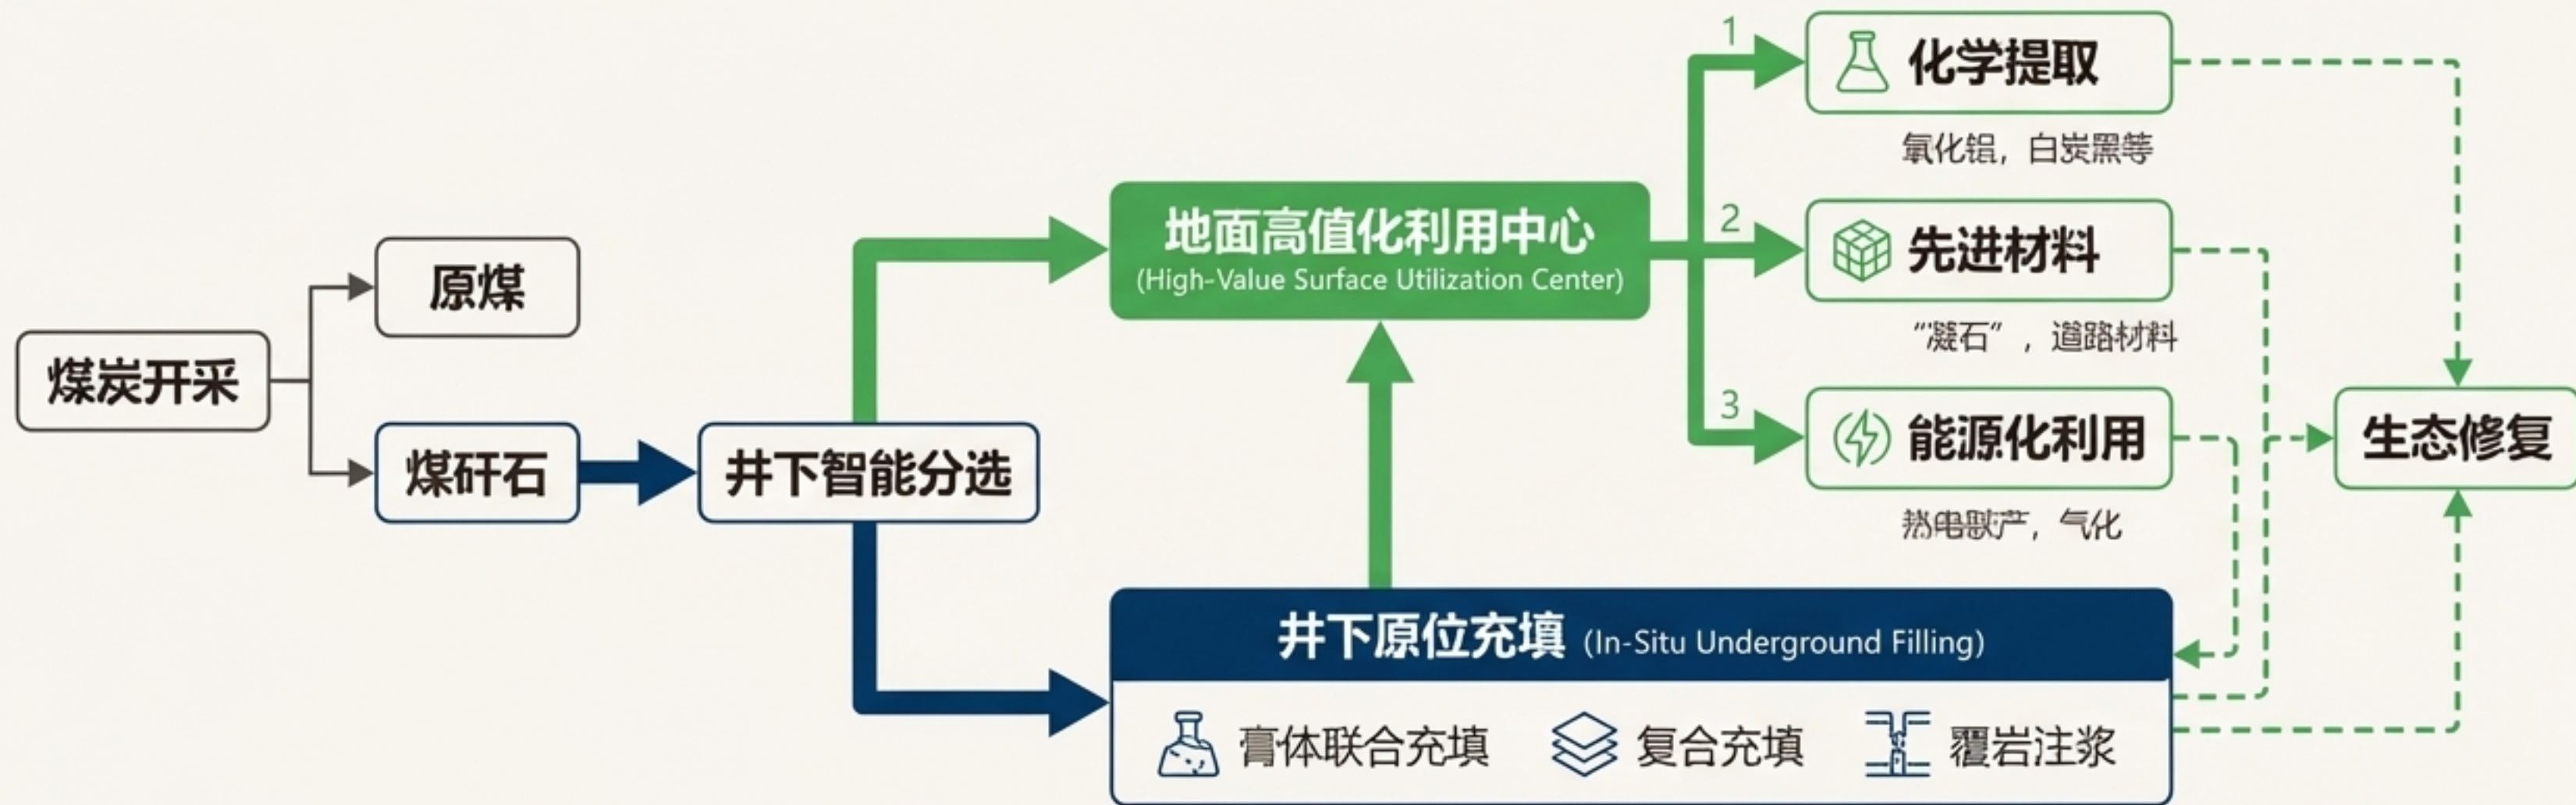 煤炭开采
原煤
煤矸石
井下智能分选
地面高值化利用中心
(High-Value Surface Utilization Center)
1
化学提取
氧化铝，白炭黑等
2
先进材料
“凝石”，道路材料
3
能源化利用
热电联产，气化
生态修复
井下原位充填 (In-Situ Underground Filling)
膏体联合充填
复合充填
覆岩注浆